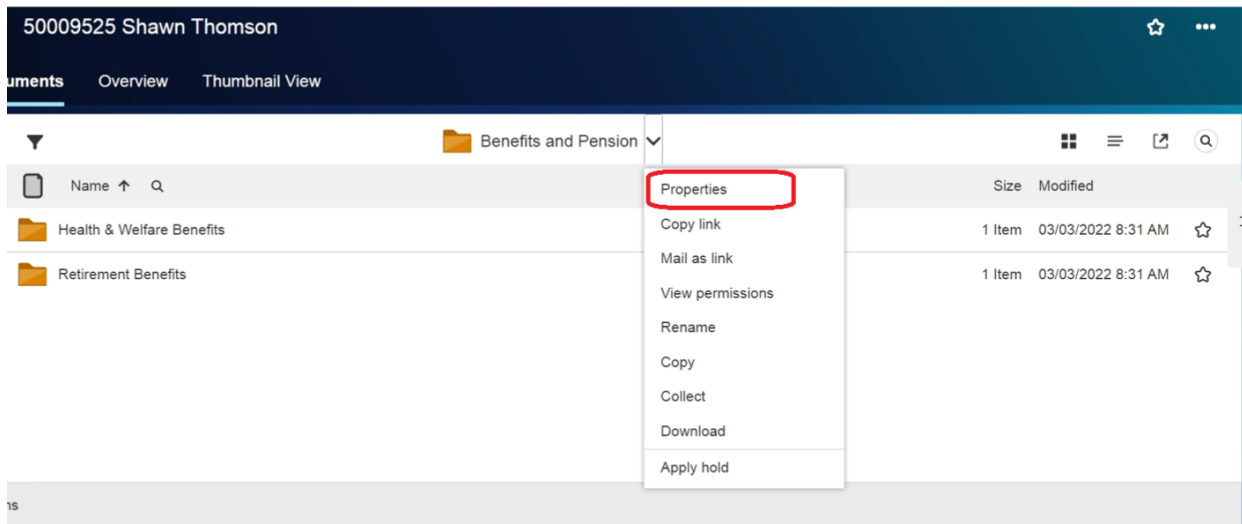 50009525 Shawn Thomson
uments Overview Thumbnail View
Benefits and Pension
Name Size Modified
Properties
Health & Welfare Benefits 1 Item 03/03/2022 8:31 AM
Copy link
Mail as link
Retirement Benefits 1 Item 03/03/2022 8:31 AM
View permissions
Rename
Copy
Collect
Download
Apply hold
ns